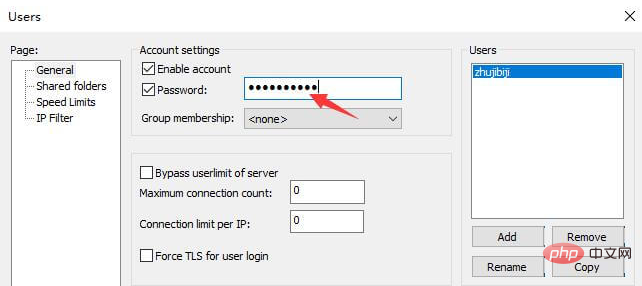 Users
Page:
General
Shared folders
Speed Limits
IP Filter
Account settings
Enable account
Password: ●●●●●●●●●●
Group membership: <none>
Bypass userlimit of server
Maximum connection count: 0
Connection limit per IP: 0
Force TLS for user login
Users
zhujibiji
Add Remove
Rename Copy
php 中文网